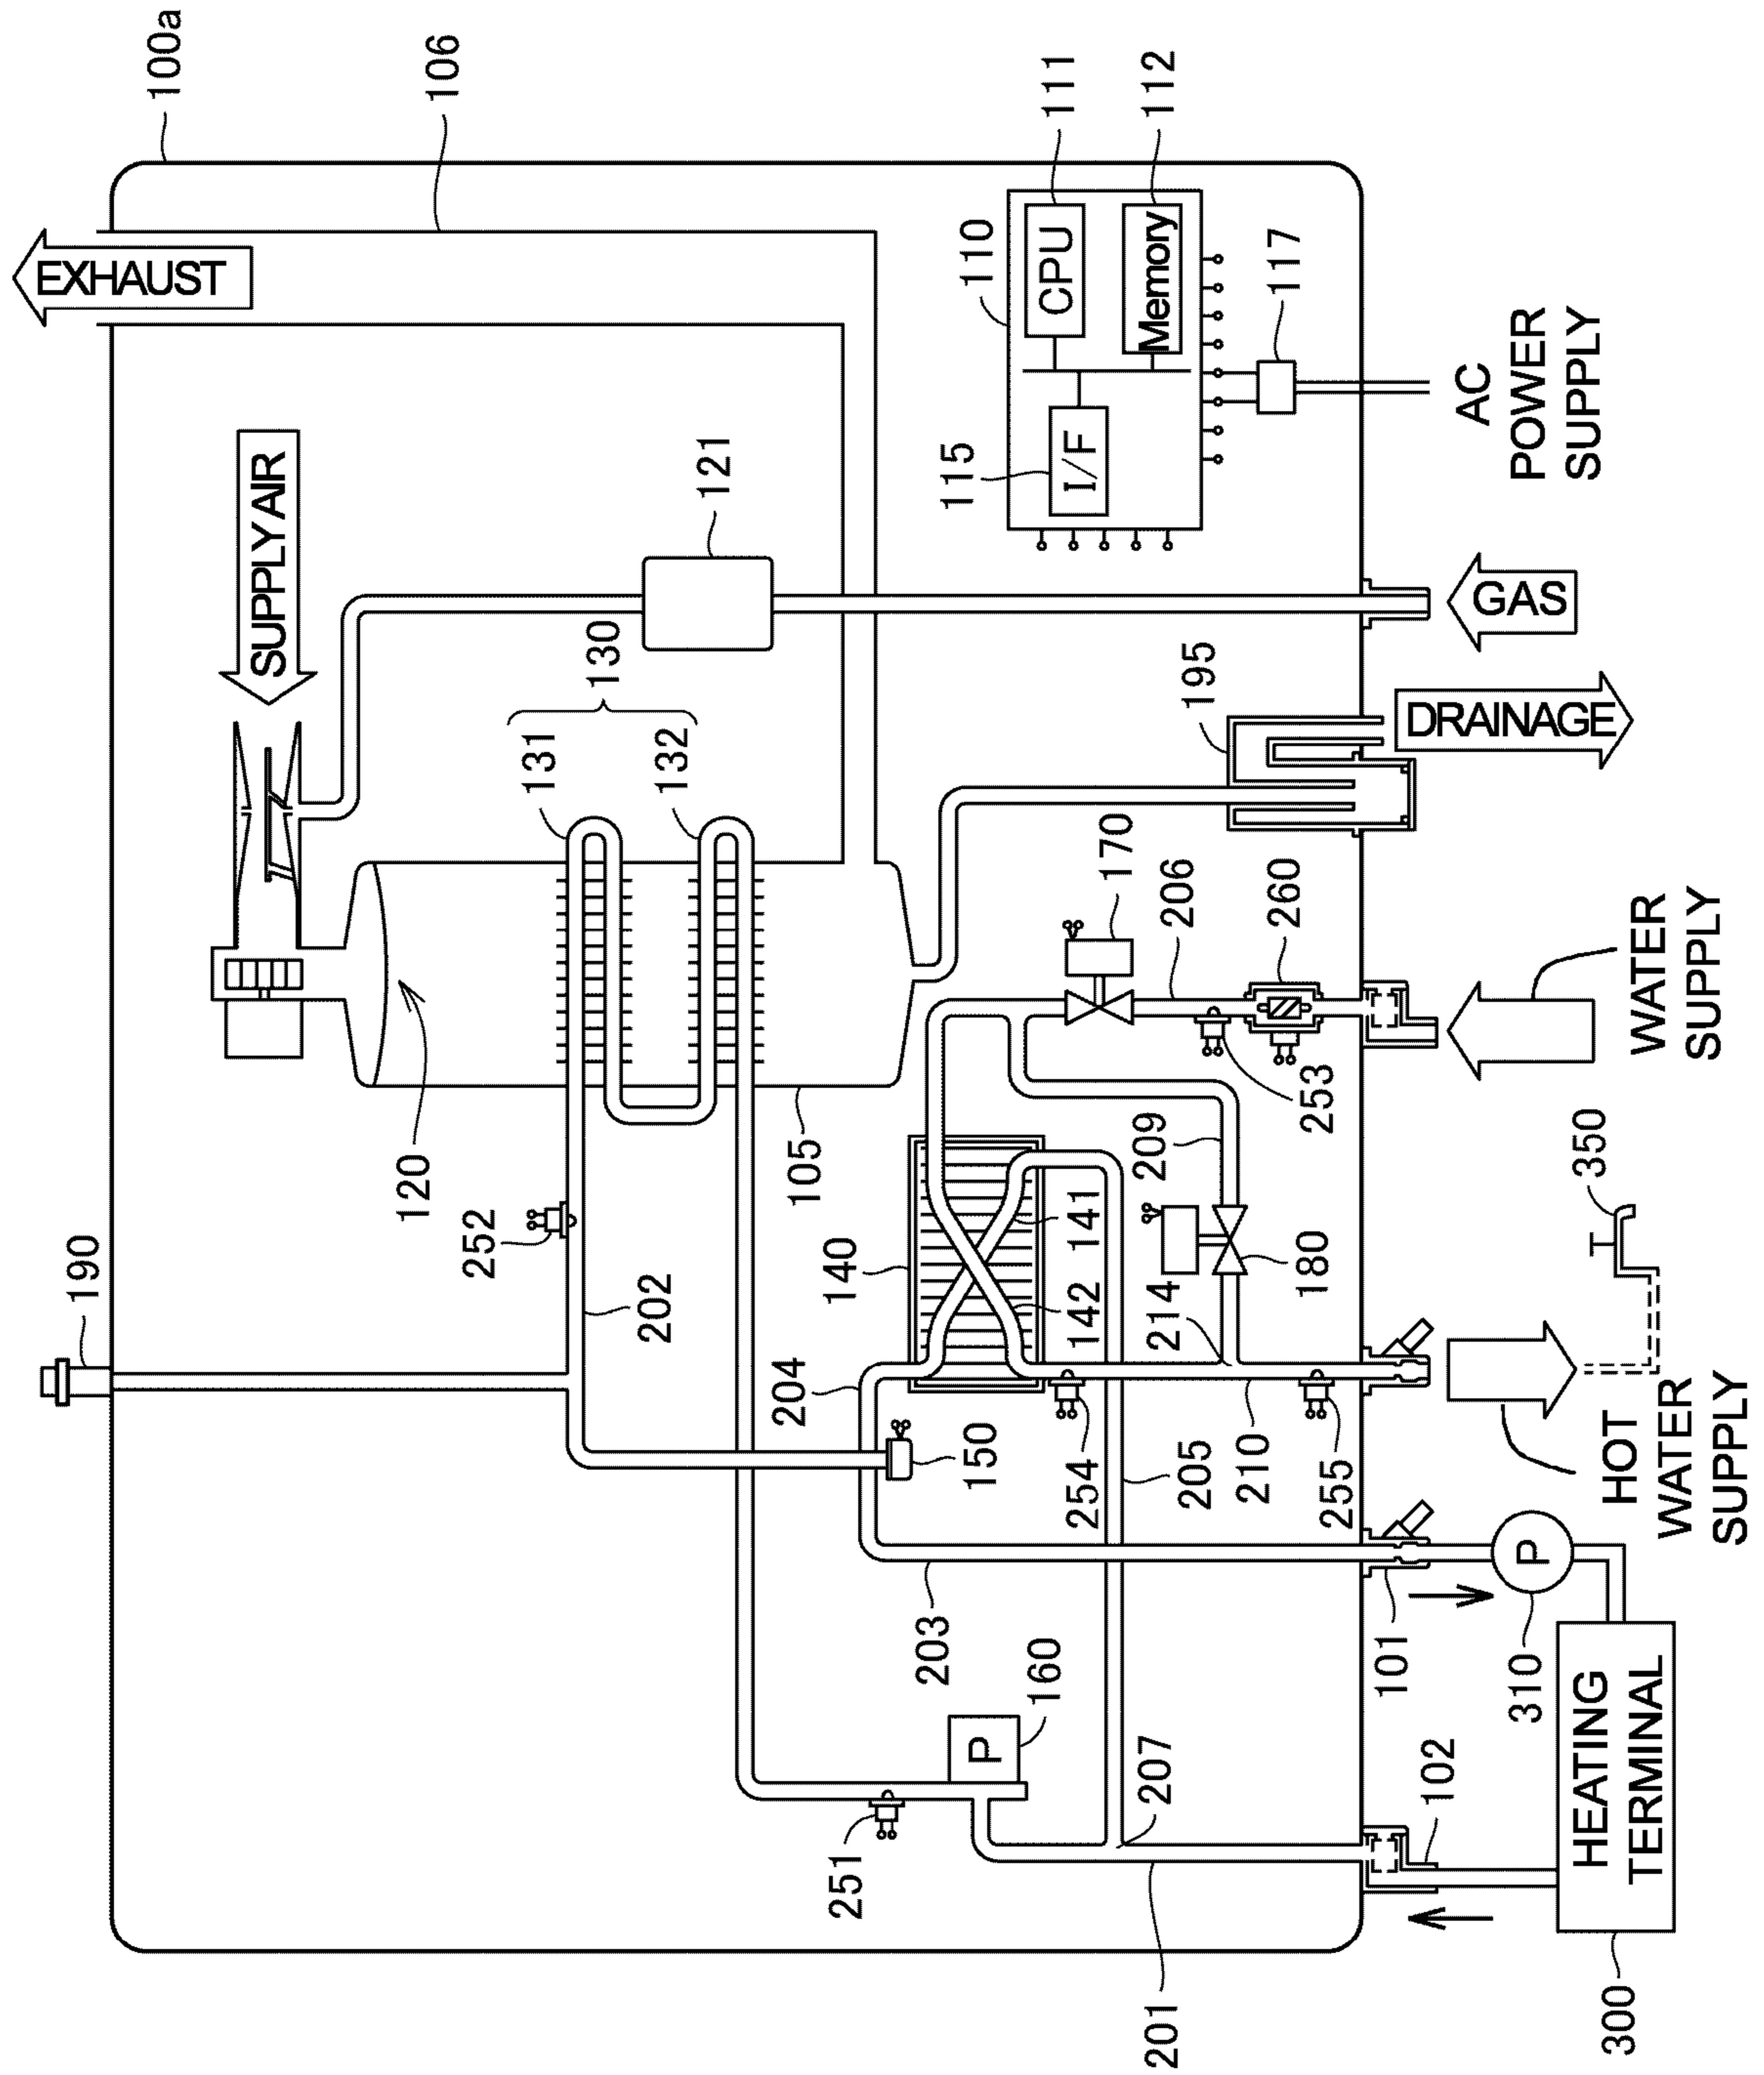 100a
106
EXHAUST
SUPPLY AIR
121
130
131
132
120
105
252
190
202
110
CPU
111
Memory
112
115
I/F
117
AC
POWER
SUPPLY
GAS
195
DRAINAGE
170
206
260
253
WATER
SUPPLY
209
180
140
141
142
214
204
150
254
205
210
255
350
HOT
WATER
SUPPLY
203
P
160
251
207
201
101
P
310
102
HEATING
TERMINAL
300